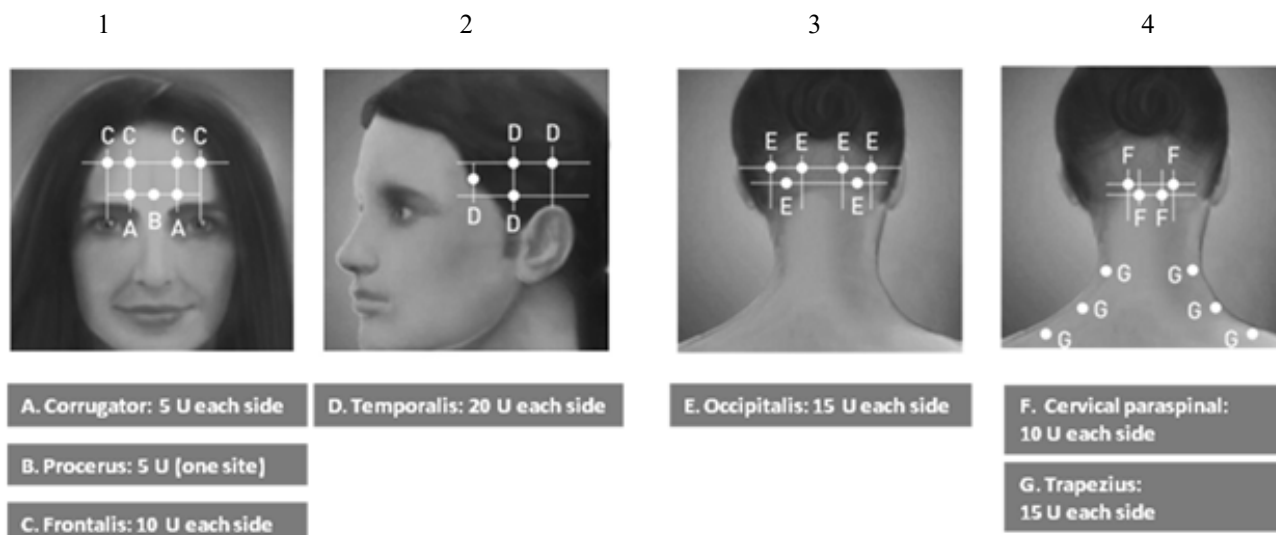 1 2 3 4
C C C C
A B A
D D
D D
E E E E
E E
F F
F F
G G
G G
G G
A. Corrugator: 5 U each side
B. Procerus: 5 U (one site)
C. Frontalis: 10 U each side
D. Temporalis: 20 U each side
E. Occipitalis: 15 U each side
F. Cervical paraspinal:
10 U each side
G. Trapezius:
15 U each side